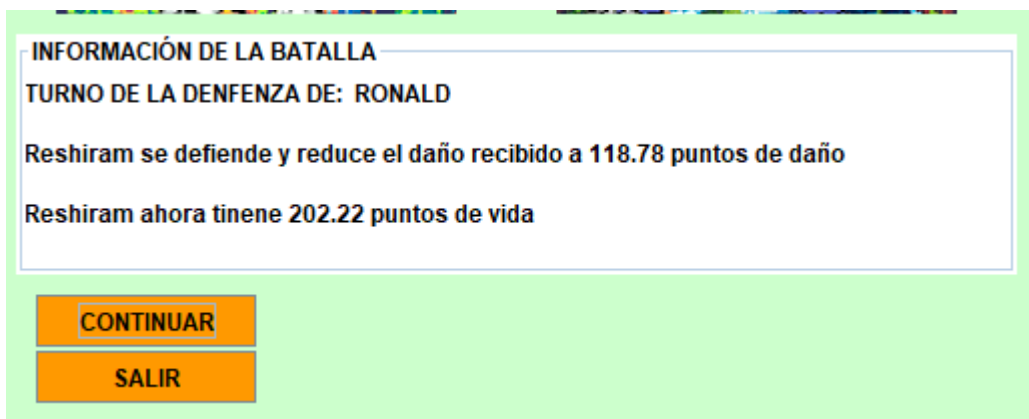 INFORMACIÓN DE LA BATALLA
TURNO DE LA DENFENZA DE: RONALD
Reshiram se defiende y reduce el daño recibido a 118.78 puntos de daño
Reshiram ahora tinene 202.22 puntos de vida
CONTINUAR
SALIR